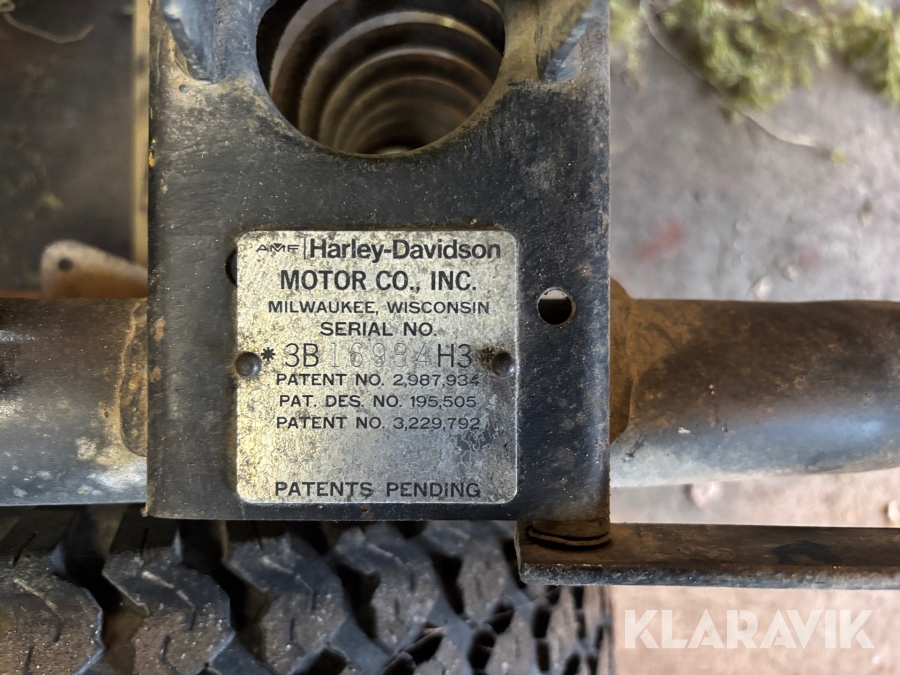 AMF | Harley-Davidson
MOTOR CO., INC.
MILWAUKEE, WISCONSIN
SERIAL NO.
*3B16984H3*
PATENT NO. 2,987,934
PAT. DES. NO. 195,505
PATENT NO. 3,229,792
PATENTS PENDING
KLARAVIK